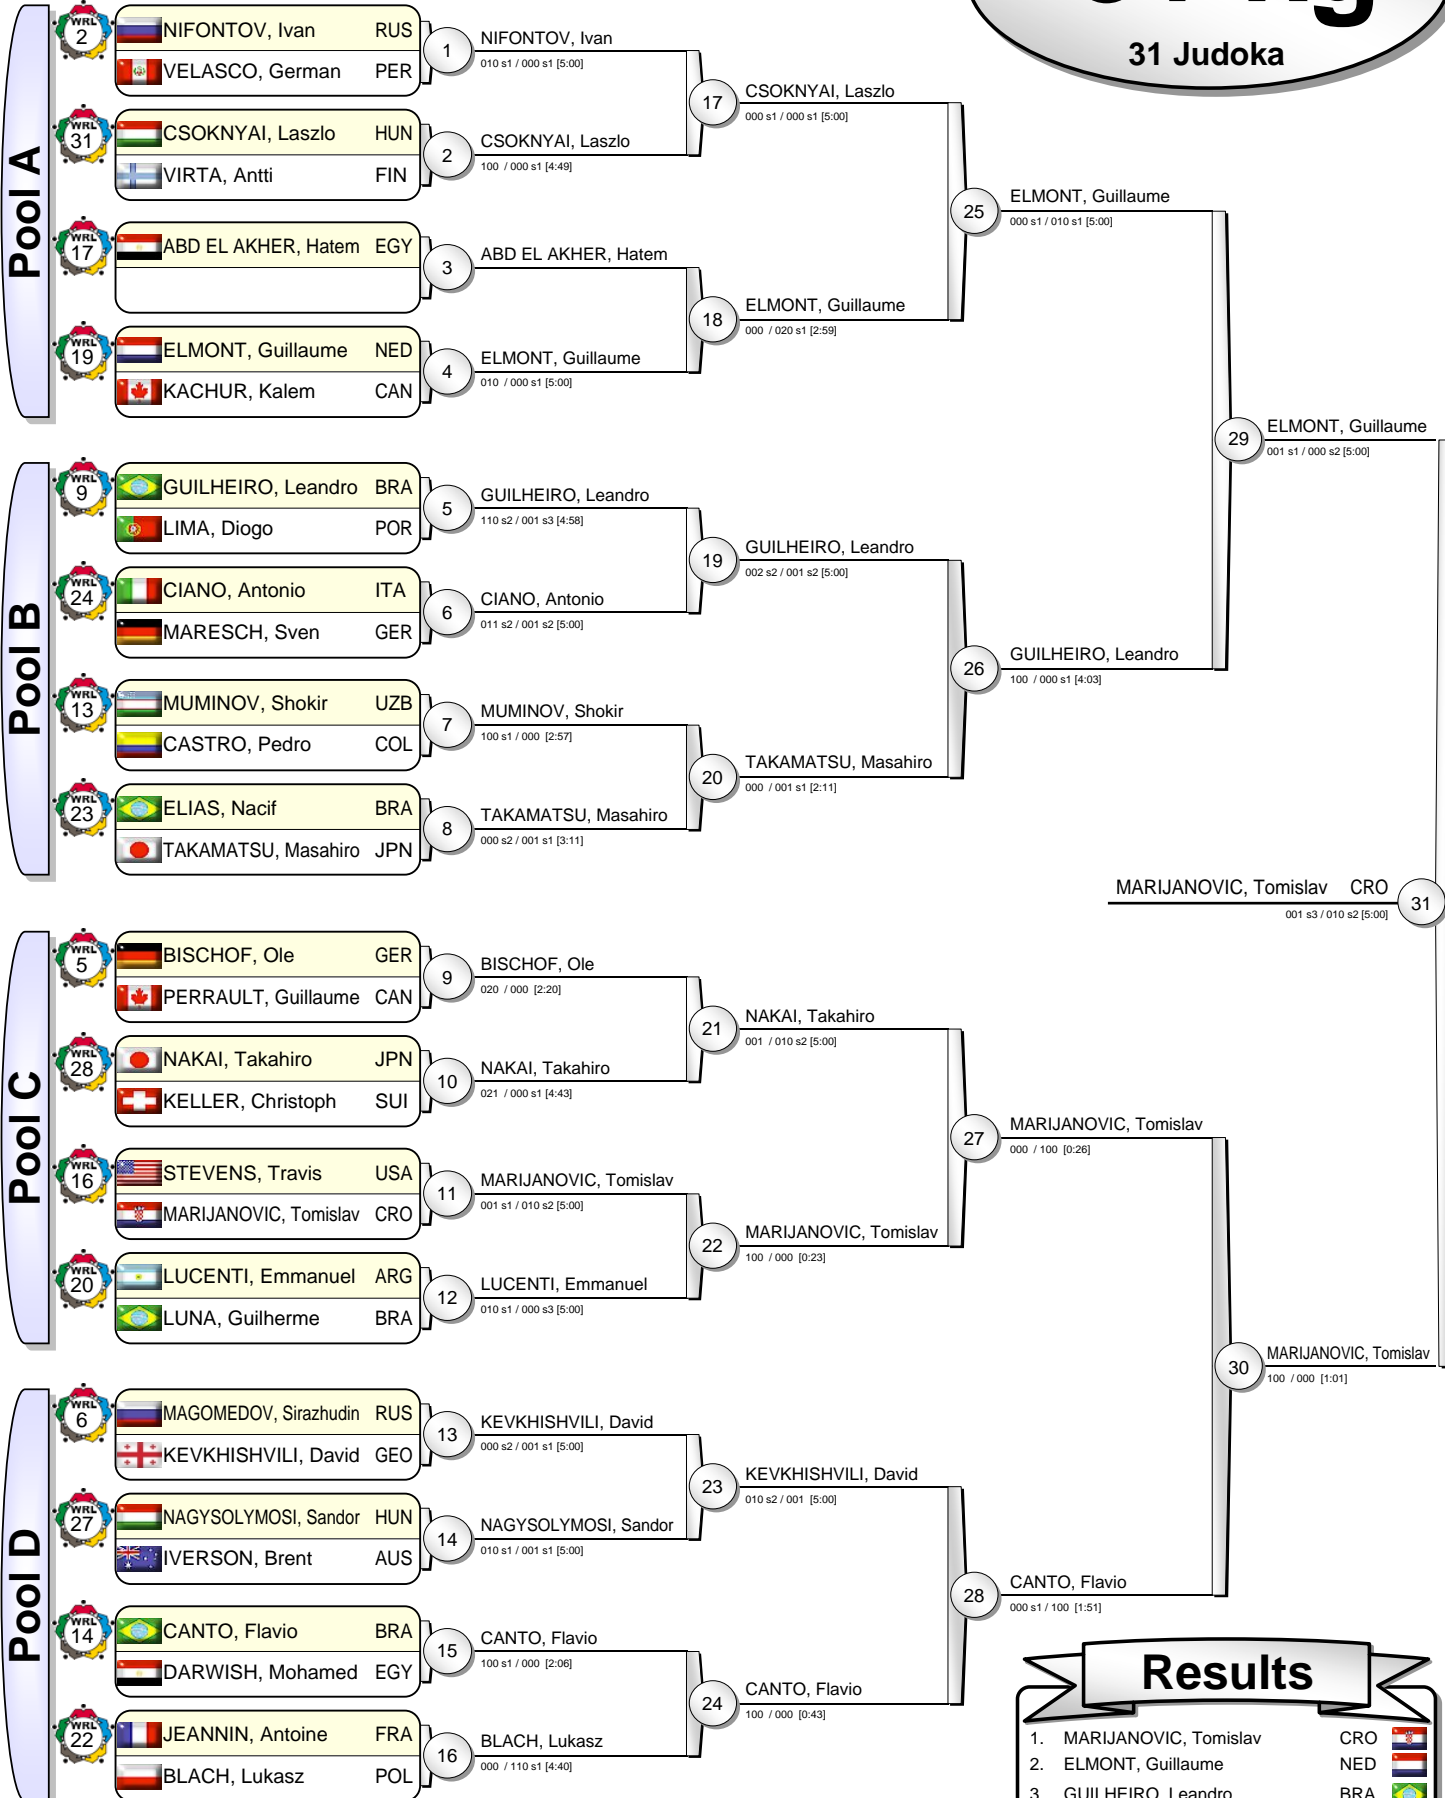 31 Judoka
Pool A
WRL 2
NIFONTOV, Ivan RUS
VELASCO, German PER
1
NIFONTOV, Ivan
010 s1 / 000 s1 [5:00]
WRL 31
CSOKNYAI, Laszlo HUN
VIRTA, Antti FIN
2
CSOKNYAI, Laszlo
100 / 000 s1 [4:49]
17
CSOKNYAI, Laszlo
000 s1 / 000 s1 [5:00]
WRL 17
ABD EL AKHER, Hatem EGY
3
ABD EL AKHER, Hatem
WRL 19
ELMONT, Guillaume NED
KACHUR, Kalem CAN
4
ELMONT, Guillaume
010 / 000 s1 [5:00]
18
ELMONT, Guillaume
000 / 020 s1 [2:59]
25
ELMONT, Guillaume
000 s1 / 010 s1 [5:00]
Pool B
WRL 9
GUILHEIRO, Leandro BRA
LIMA, Diogo POR
5
GUILHEIRO, Leandro
110 s2 / 001 s3 [4:58]
WRL 24
CIANO, Antonio ITA
MARESCH, Sven GER
6
CIANO, Antonio
011 s2 / 001 s2 [5:00]
19
GUILHEIRO, Leandro
002 s2 / 001 s2 [5:00]
WRL 13
MUMINOV, Shokir UZB
CASTRO, Pedro COL
7
MUMINOV, Shokir
100 s1 / 000 [2:57]
WRL 23
ELIAS, Nacif BRA
TAKAMATSU, Masahiro JPN
8
TAKAMATSU, Masahiro
000 s2 / 001 s1 [3:11]
20
TAKAMATSU, Masahiro
000 / 001 s1 [2:11]
26
GUILHEIRO, Leandro
100 / 000 s1 [4:03]
29
ELMONT, Guillaume
001 s1 / 000 s2 [5:00]
MARIJANOVIC, Tomislav CRO
001 s3 / 010 s2 [5:00]
31
Pool C
WRL 5
BISCHOF, Ole GER
PERRAULT, Guillaume CAN
9
BISCHOF, Ole
020 / 000 [2:20]
WRL 28
NAKAI, Takahiro JPN
KELLER, Christoph SUI
10
NAKAI, Takahiro
021 / 000 s1 [4:43]
21
NAKAI, Takahiro
001 / 010 s2 [5:00]
WRL 16
STEVENS, Travis USA
MARIJANOVIC, Tomislav CRO
11
MARIJANOVIC, Tomislav
001 s1 / 010 s2 [5:00]
WRL 20
LUCENTI, Emmanuel ARG
LUNA, Guilherme BRA
12
LUCENTI, Emmanuel
010 s1 / 000 s3 [5:00]
22
MARIJANOVIC, Tomislav
100 / 000 [0:23]
27
MARIJANOVIC, Tomislav
000 / 100 [0:26]
Pool D
WRL 6
MAGOMEDOV, Sirazhudin RUS
KEVKHISHVILI, David GEO
13
KEVKHISHVILI, David
000 s2 / 001 s1 [5:00]
WRL 27
NAGYSOLYMOSI, Sandor HUN
IVERSON, Brent AUS
14
NAGYSOLYMOSI, Sandor
010 s1 / 001 s1 [5:00]
23
KEVKHISHVILI, David
010 s2 / 001 [5:00]
WRL 14
CANTO, Flavio BRA
DARWISH, Mohamed EGY
15
CANTO, Flavio
100 s1 / 000 [2:06]
WRL 22
JEANNIN, Antoine FRA
BLACH, Lukasz POL
16
BLACH, Lukasz
000 / 110 s1 [4:40]
24
CANTO, Flavio
100 / 000 [0:43]
28
CANTO, Flavio
000 s1 / 100 [1:51]
30
MARIJANOVIC, Tomislav
100 / 000 [1:01]
Results
1. MARIJANOVIC, Tomislav CRO
2. ELMONT, Guillaume NED
3. GUILHEIRO, Leandro BRA